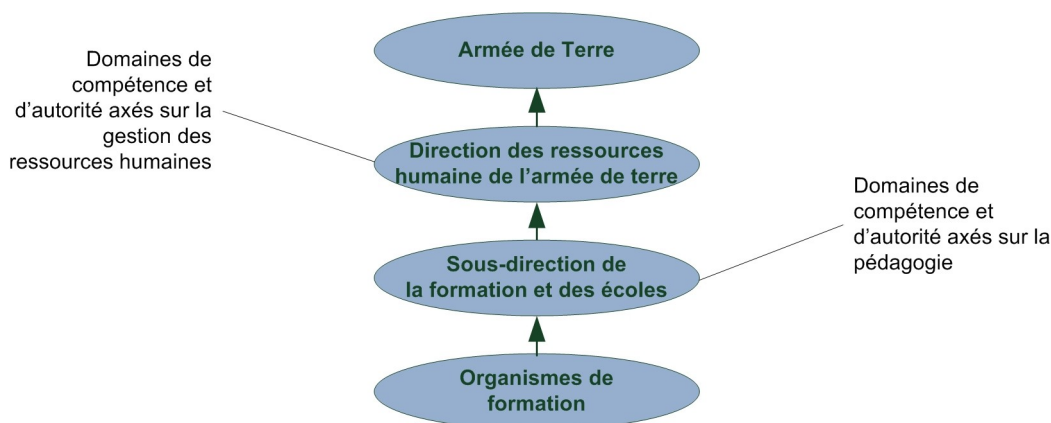 Armée de Terre
Domaines de
compétence et
d'autorité axés sur la
gestion des
ressources humaines
Direction des ressources
humaine de l'armée de terre
Domaines de
compétence et
d'autorité axés sur la
pédagogie
Sous-direction de
la formation et des écoles
Organismes de
formation